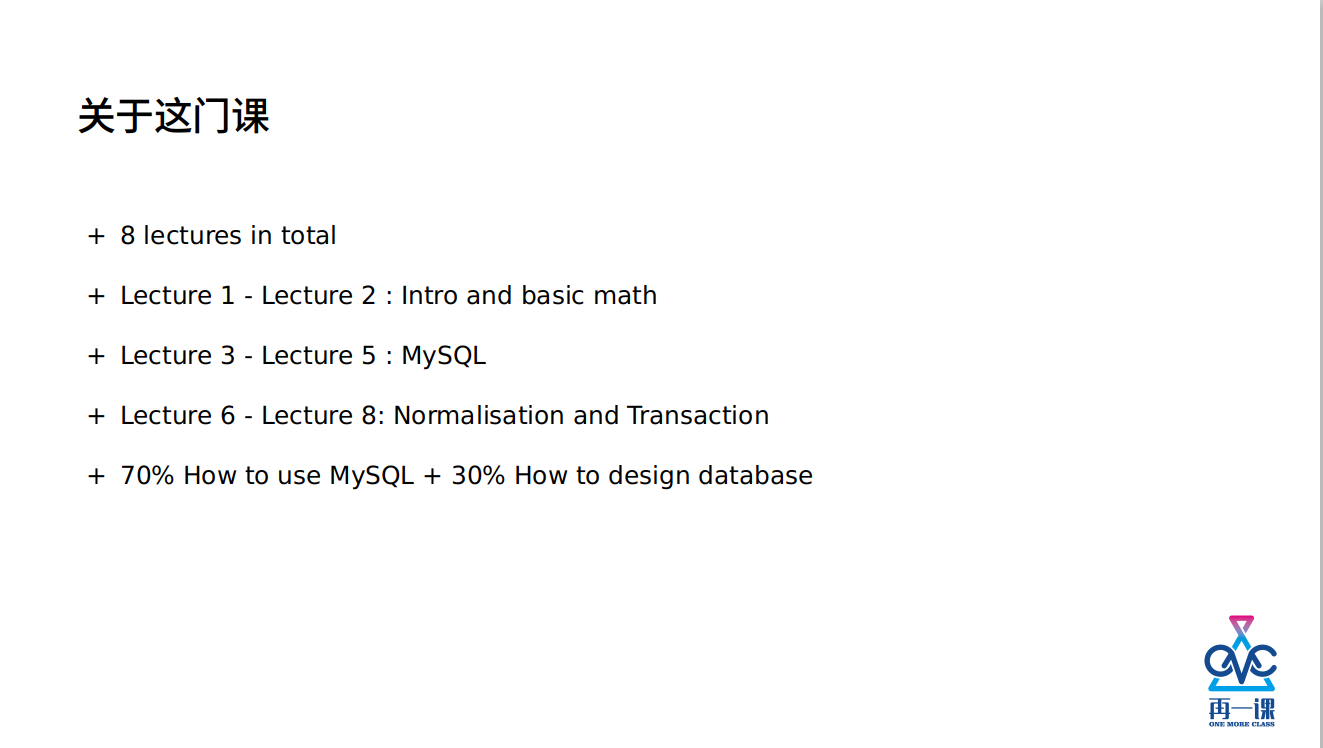 关于这门课
+ 8 lectures in total
+ Lecture 1 - Lecture 2 : Intro and basic math
+ Lecture 3 - Lecture 5 : MySQL
+ Lecture 6 - Lecture 8: Normalisation and Transaction
+ 70% How to use MySQL + 30% How to design database
OMC
再一课
ONE MORE CLASS